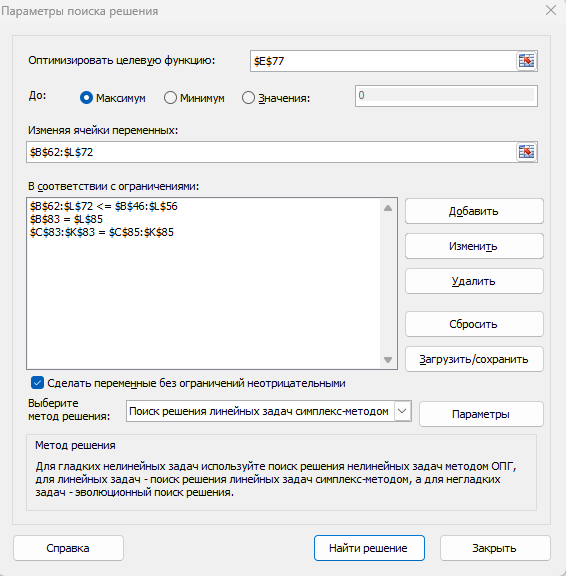 Параметры поиска решения
Оптимизировать целевую функцию: $E$77
До: Максимум Минимум Значения: 0
Изменяя ячейки переменных:
$B$62:$L$72
В соответствии с ограничениями:
$B$62:$L$72 <= $B$46:$L$56
$B$83 = $L$85
$C$83:$K$83 = $C$85:$K$85
Добавить
Изменить
Удалить
Сбросить
Загрузить/сохранить
Сделать переменные без ограничений неотрицательными
Выберите
метод решения:
Поиск решения линейных задач симплекс-методом
Параметры
Метод решения
Для гладких нелинейных задач используйте поиск решения нелинейных задач методом ОПГ,
для линейных задач - поиск решения линейных задач симплекс-методом, а для негладких
задач - эволюционный поиск решения.
Справка Найти решение Закрыть